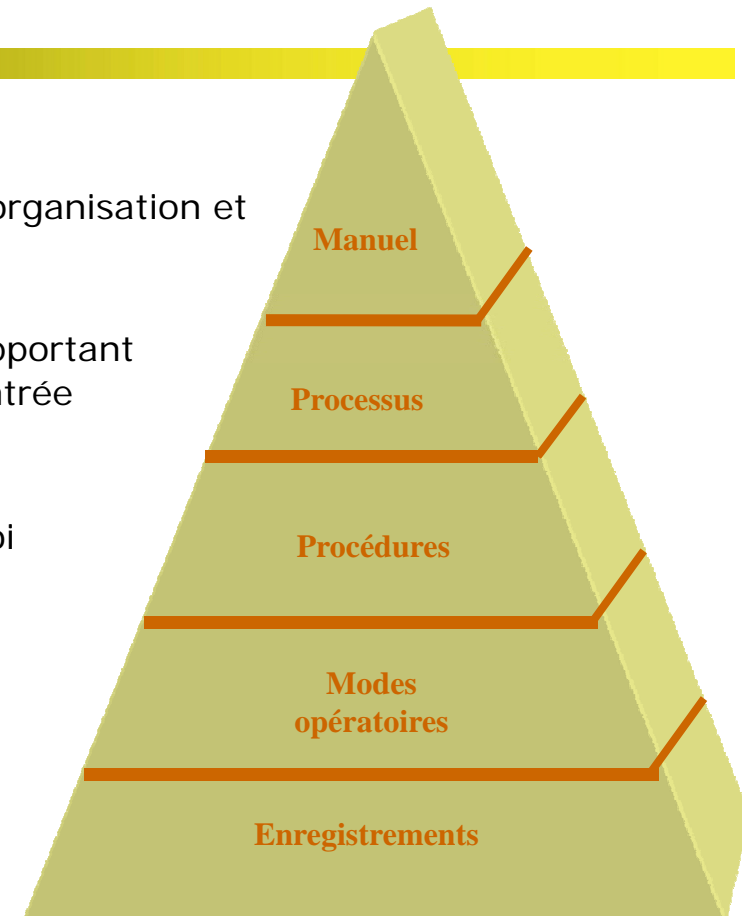 organisation et
Manuel
pportant
ntrée
Processus
oi
Procédures
Modes
opératoires
Enregistrements